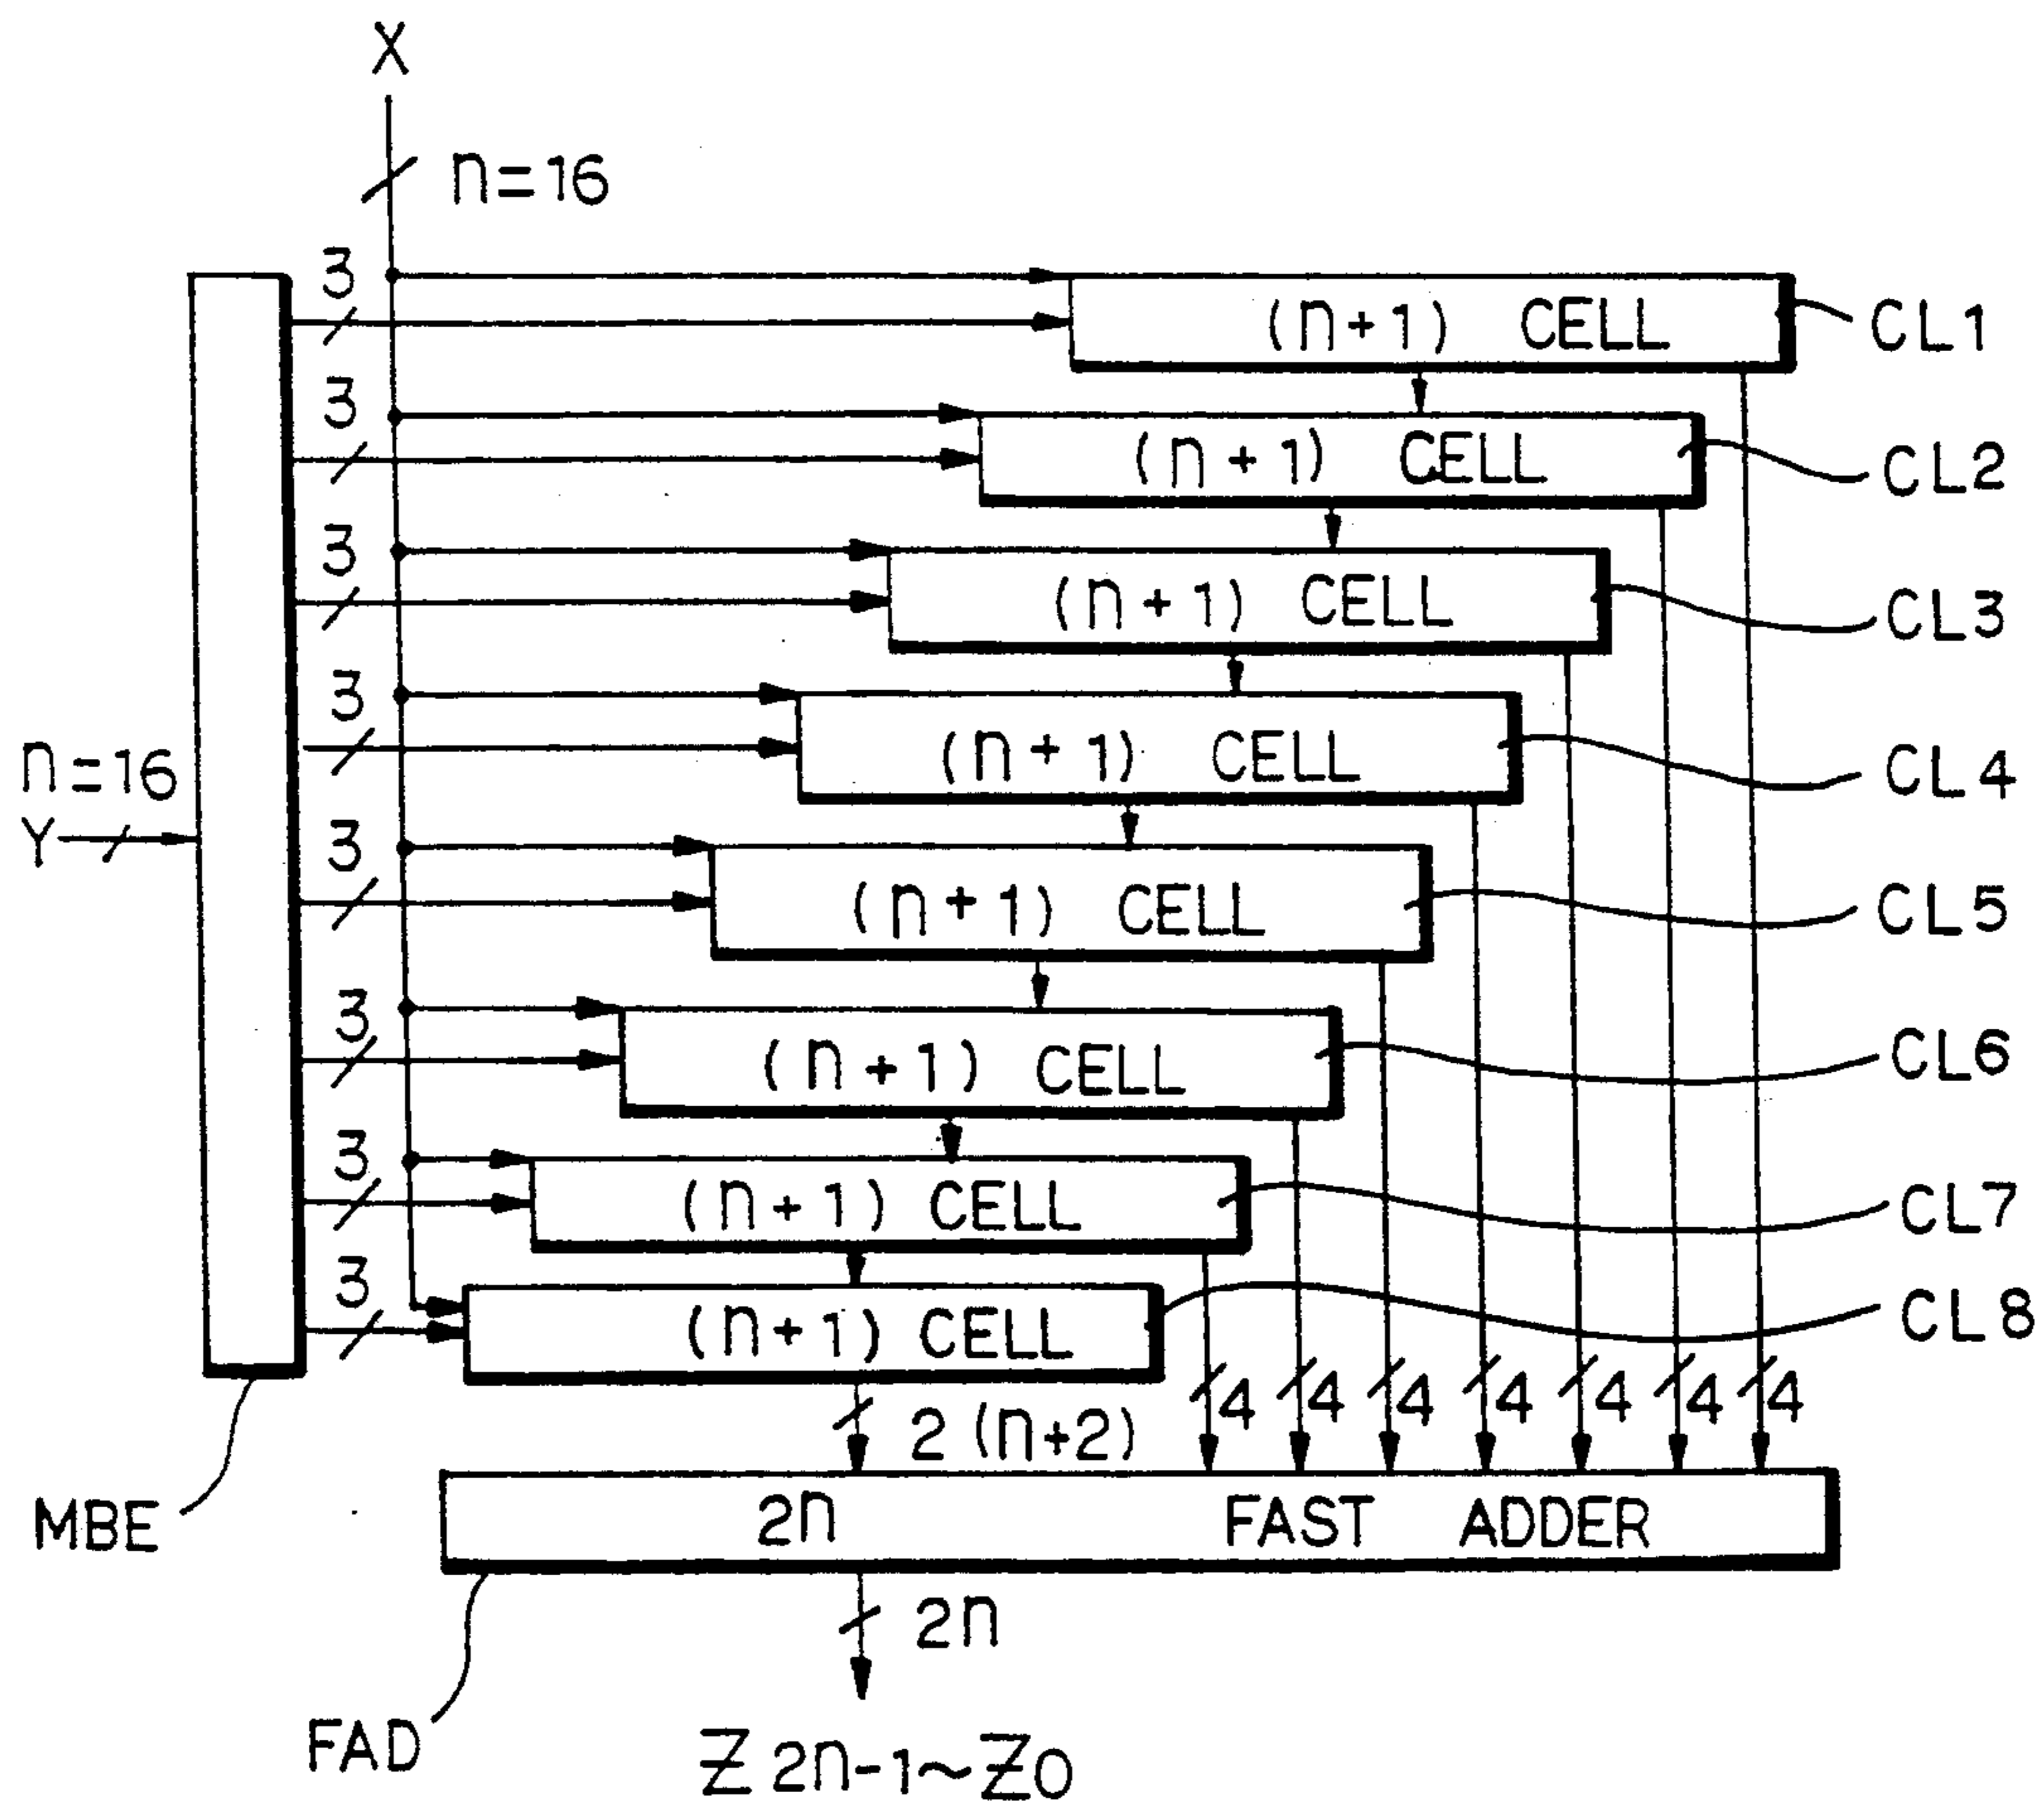 X
n=16
3
(n+1) CELL
CL1
3
(n+1) CELL
CL2
3
(n+1) CELL
CL3
3
(n+1) CELL
CL4
n=16
Y
3
(n+1) CELL
CL5
3
(n+1) CELL
CL6
3
(n+1) CELL
CL7
3
(n+1) CELL
CL8
2 (n+2)
4 4 4 4 4 4 4
MBE
2n FAST ADDER
2n
FAD
Z 2n-1~Z0